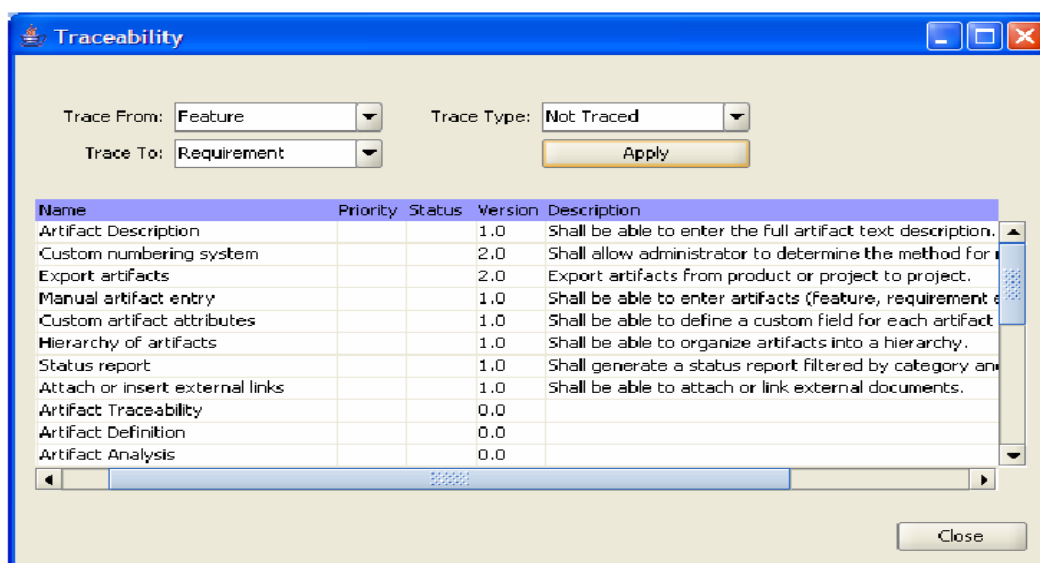 Traceability
Trace From: Feature Trace Type: Not Traced
Trace To: Requirement Apply
Name Priority Status Version Description
Artifact Description 1.0 Shall be able to enter the full artifact text description.
Custom numbering system 2.0 Shall allow administrator to determine the method for
Export artifacts 2.0 Export artifacts from product or project to project.
Manual artifact entry 1.0 Shall be able to enter artifacts (feature, requirement
Custom artifact attributes 1.0 Shall be able to define a custom field for each artifact
Hierarchy of artifacts 1.0 Shall be able to organize artifacts into a hierarchy.
Status report 1.0 Shall generate a status report filtered by category and
Attach or insert external links 1.0 Shall be able to attach or link external documents.
Artifact Traceability 0.0
Artifact Definition 0.0
Artifact Analysis 0.0
Close